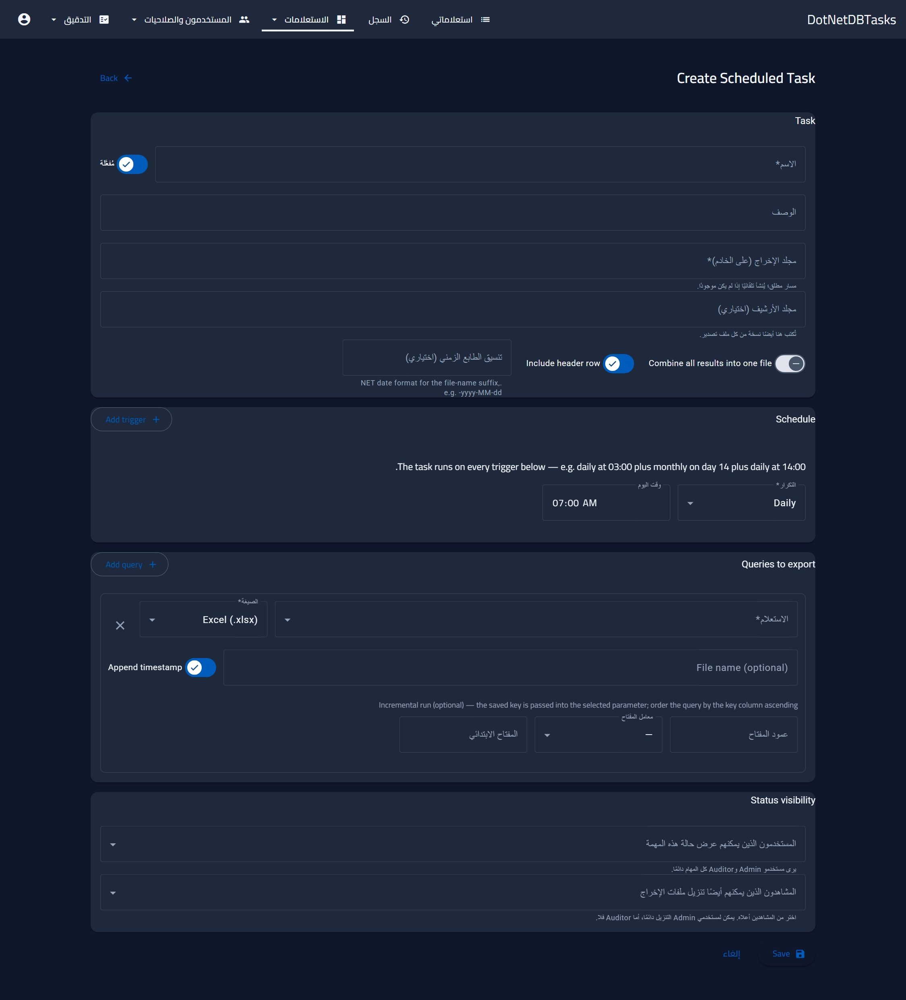 DotNetDBTasks
استعلاماتي
السجل
الاستعلامات
المستخدمون والصلاحيات
التدقيق
Create Scheduled Task
Back
Task
الاسم*
مُفعّلة
الوصف
مجلد الإخراج (على الخادم)*
مسار مطلق؛ يُنشأ تلقائيًا إذا لم يكن موجودًا.
مجلد الأرشيف (اختياري)
تُكتب هنا أيضًا نسخة من كل ملف تصدير.
Combine all results into one file
Include header row
تنسيق الطابع الزمني (اختياري)
NET date format for the file-name suffix,.
e.g. -yyyy-MM-dd
Schedule
Add trigger
.The task runs on every trigger below — e.g. daily at 03:00 plus monthly on day 14 plus daily at 14:00
التكرار*
Daily
وقت اليوم
07:00 AM
Queries to export
Add query
الاستعلام*
الصيغة*
Excel (.xlsx)
File name (optional)
Append timestamp
Incremental run (optional) — the saved key is passed into the selected parameter; order the query by the key column ascending
عمود المفتاح
معامل المفتاح
—
المفتاح الابتدائي
Status visibility
المستخدمون الذين يمكنهم عرض حالة هذه المهمة
يرى مستخدمو Admin وAuditor كل المهام دائمًا.
المشاهدون الذين يمكنهم أيضًا تنزيل ملفات الإخراج
اختر من المشاهدين أعلاه. يمكن لمستخدمي Admin التنزيل دائمًا، أما Auditor فلا.
Save
إلغاء